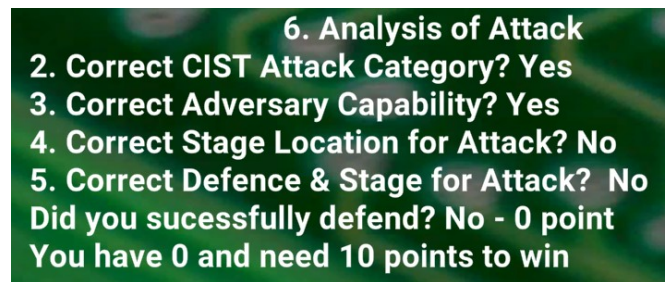 6. Analysis of Attack
2. Correct CIST Attack Category? Yes
3. Correct Adversary Capability? Yes
4. Correct Stage Location for Attack? No
5. Correct Defence & Stage for Attack? No
Did you sucessfully defend? No - 0 point
You have 0 and need 10 points to win